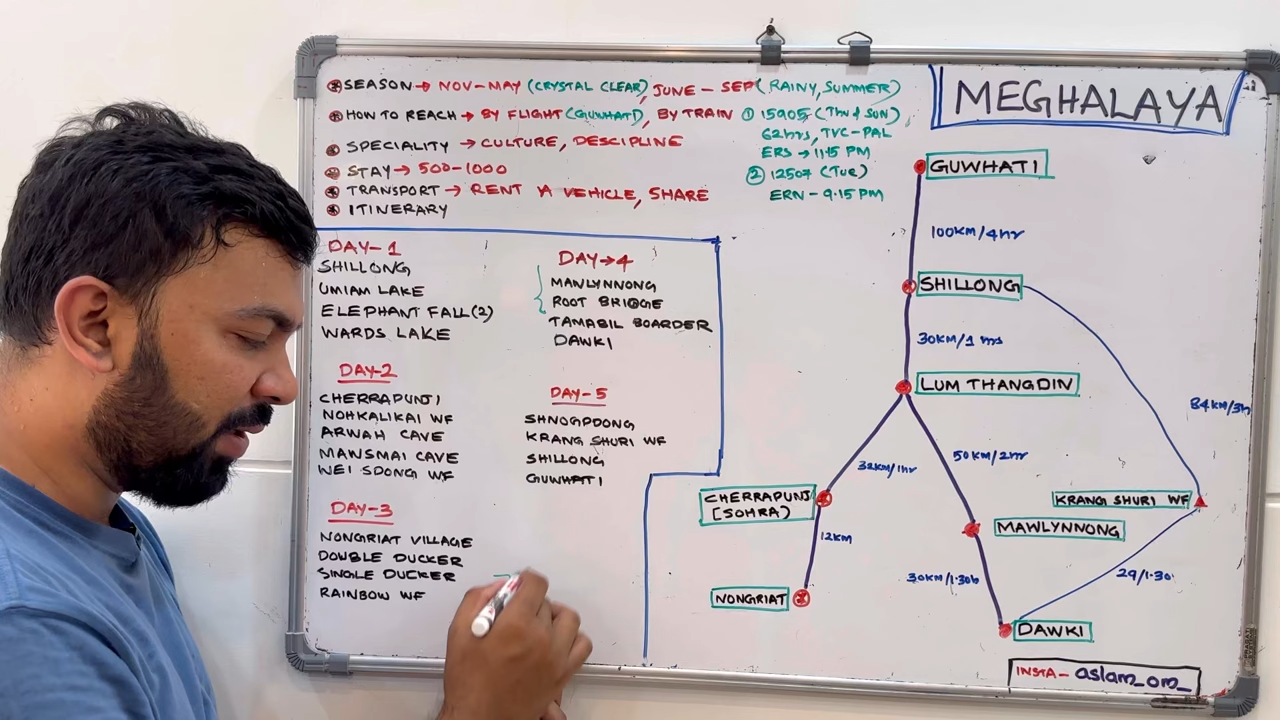 MEGHALAYA
SEASON → NOV-MAY (CRYSTAL CLEAR), JUNE - SEP (RAINY, SUMMER)
HOW TO REACH → BY FLIGHT (GUWHATI), BY TRAIN ① 15905 (THU & SUN)
62hrs, TVC-PAL
ERS → 11:15 PM
② 12507 (TUE)
ERN - 9:15 PM
SPECIALITY → CULTURE, DESCIPLINE
STAY → 500-1000
TRANSPORT → RENT A VEHICLE, SHARE
ITINERARY
DAY-1
SHILLONG
UMIAM LAKE
ELEPHANT FALL(2)
WARDS LAKE
DAY-2
CHERRAPUNJI
NOHKALIKAI WF
ARWAH CAVE
MAWSMAI CAVE
WEI SDONG WF
DAY-3
NONGRIAT VILLAGE
DOUBLE DUCKER
SINGLE DUCKER
RAINBOW WF
DAY→4
MAWLYNNONG
ROOT BRIDGE
TAMABIL BOARDER
DAWKI
DAY-5
SHNOGPDONG
KRANG SHURI WF
SHILLONG
GUWHATI
GUWHATI
100KM/4hr
SHILLONG
30KM/1 hrs
LUM THANGDIN
84KM/3h
32KM/1hr
50KM/2hr
CHERRAPUNJ
[SOHRA)
KRANG SHURI WF
MAWLYNNONG
12KM
30KM/1.30h
29/1.30
NONGRIAT
DAWKI
INSTA- aslam_om_